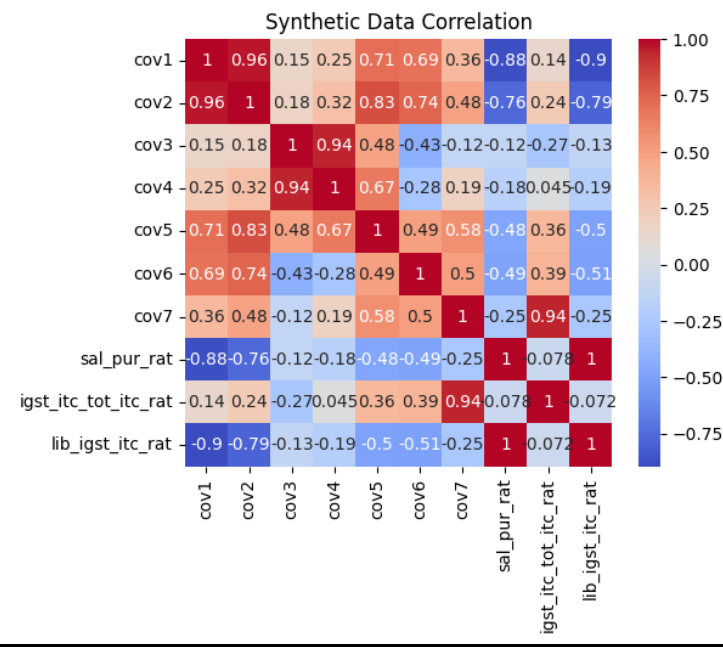 Synthetic Data Correlation
cov1 1 0.96 0.15 0.25 0.71 0.69 0.36 -0.88 0.14 -0.9
cov2 0.96 1 0.18 0.32 0.83 0.74 0.48 -0.76 0.24 -0.79
cov3 0.15 0.18 1 0.94 0.48 -0.43 -0.12 -0.12 -0.27 -0.13
cov4 0.25 0.32 0.94 1 0.67 -0.28 0.19 -0.18 0.045 -0.19
cov5 0.71 0.83 0.48 0.67 1 0.49 0.58 -0.48 0.36 -0.5
cov6 0.69 0.74 -0.43 -0.28 0.49 1 0.5 -0.49 0.39 -0.51
cov7 0.36 0.48 -0.12 0.19 0.58 0.5 1 -0.25 0.94 -0.25
sal_pur_rat -0.88 -0.76 -0.12 -0.18 -0.48 -0.49 -0.25 1 -0.078 1
igst_itc_tot_itc_rat 0.14 0.24 -0.27 0.045 0.36 0.39 0.94 -0.078 1 -0.072
lib_igst_itc_rat -0.9 -0.79 -0.13 -0.19 -0.5 -0.51 -0.25 1 -0.072 1
cov1
cov2
cov3
cov4
cov5
cov6
cov7
sal_pur_rat
igst_itc_tot_itc_rat
lib_igst_itc_rat
1.00
0.75
0.50
0.25
0.00
−0.25
−0.50
−0.75